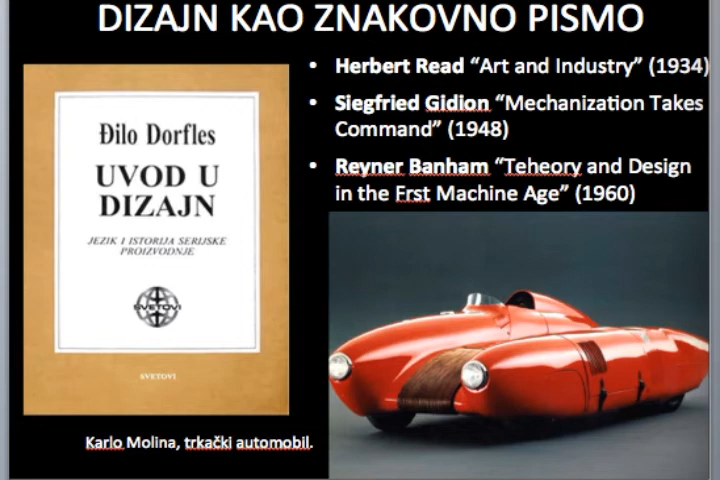 DIZAJN KAO ZNAKOVNO PISMO
• Herbert Read “Art and Industry” (1934)
• Siegfried Gidion “Mechanization Takes
Command” (1948)
• Reyner Banham “Teheory and Design
in the Frst Machine Age” (1960)
Đilo Dorfles
UVOD U
DIZAJN
JEZIK I ISTORIJA SERIJSKE
PROIZVODNJE
SVETOVI
SVETOVI
Karlo Molina, trkački automobil.